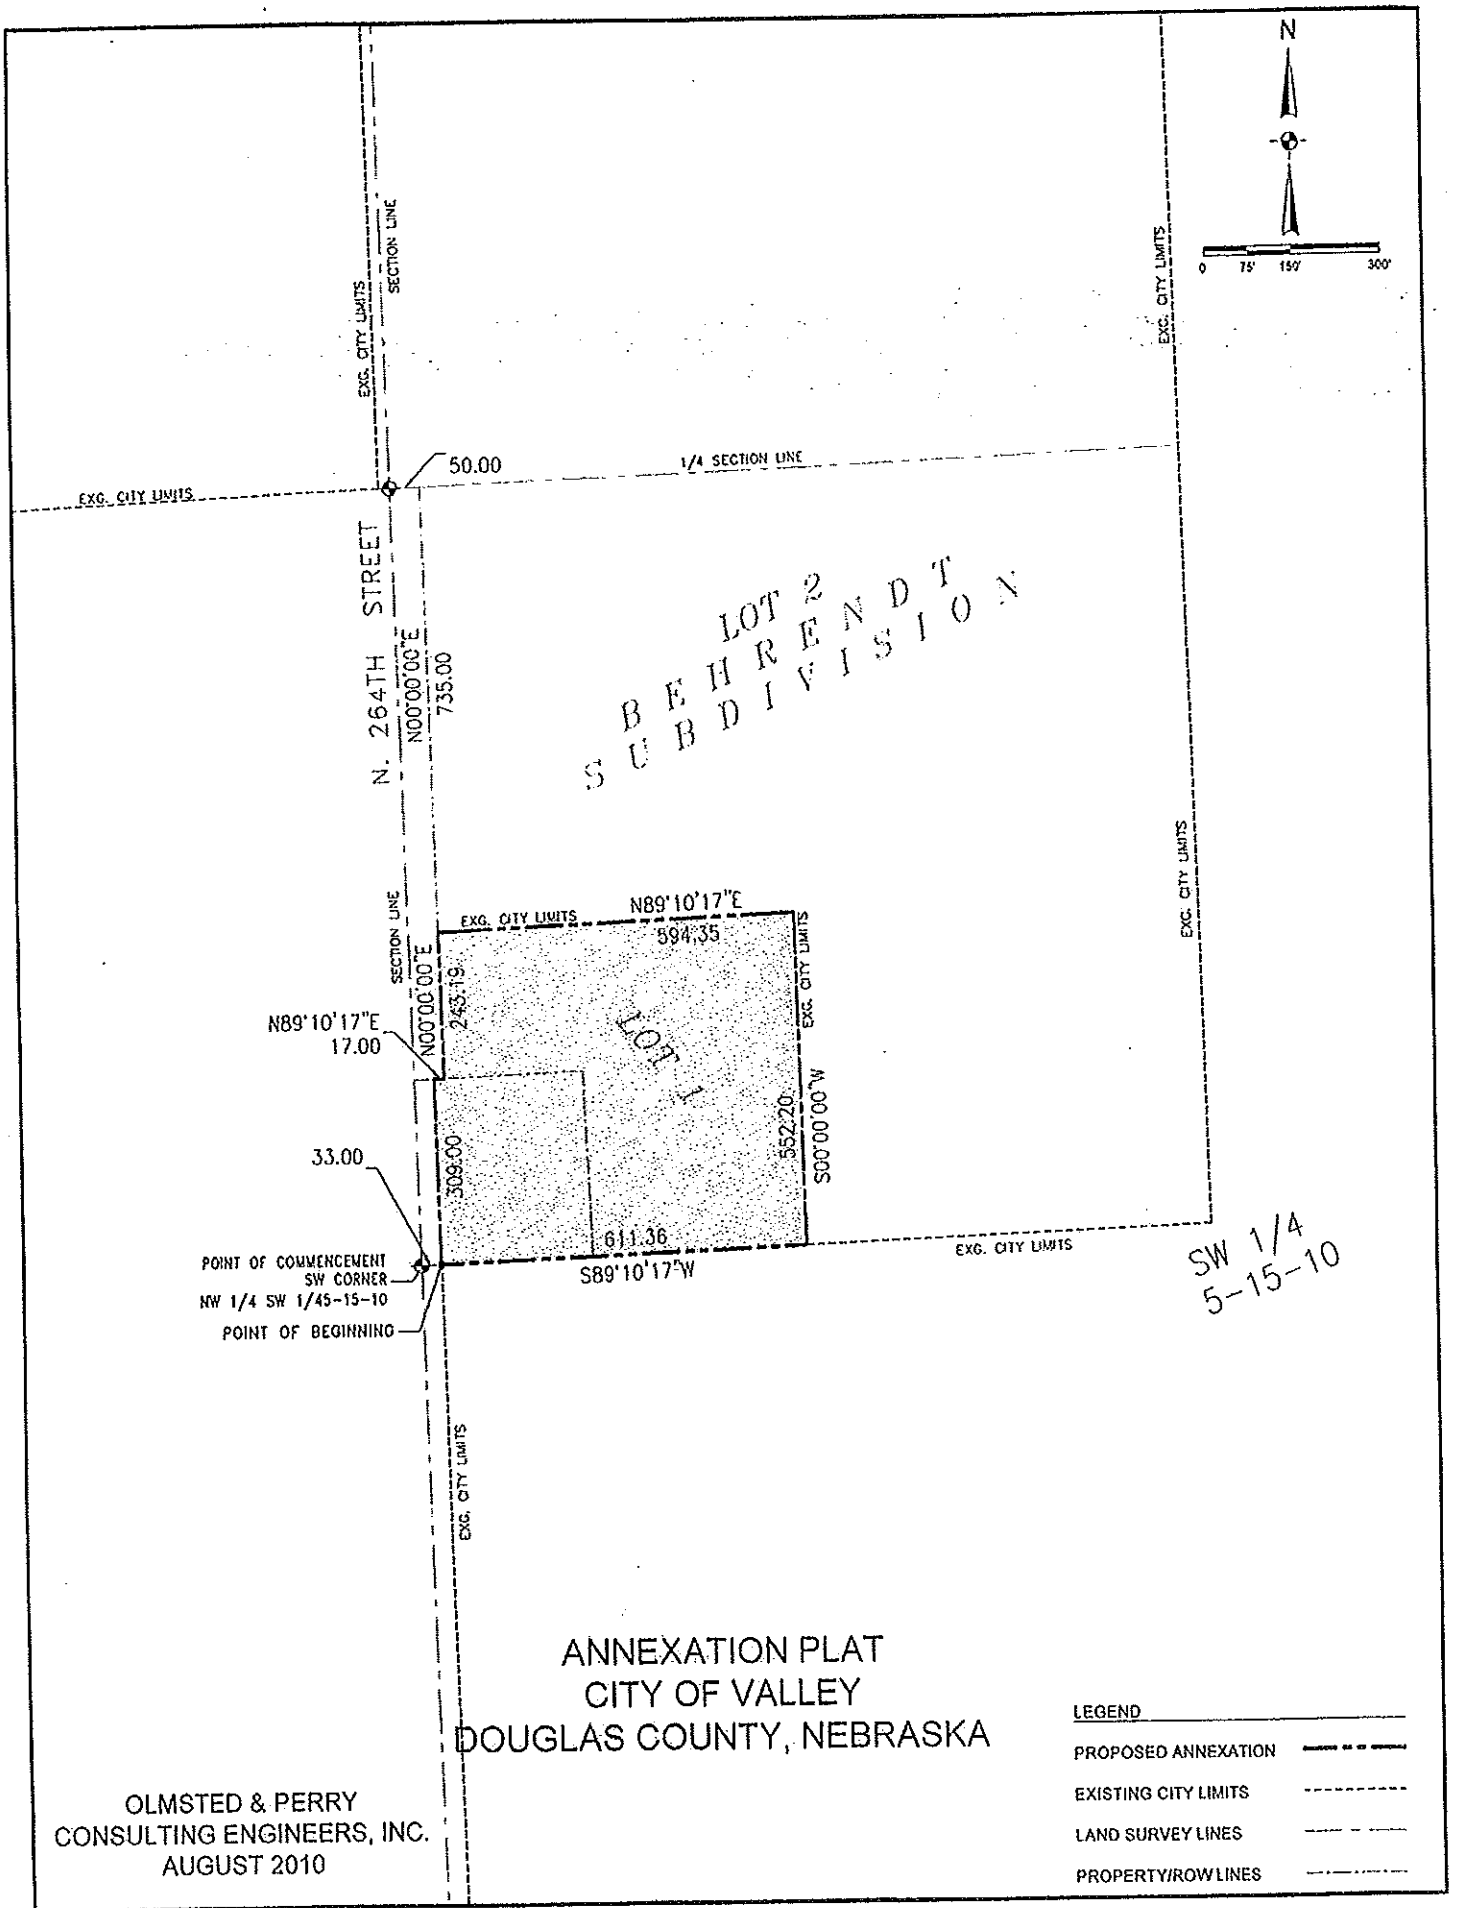 N
0 75' 150' 300'
EXG. CITY LIMITS
SECTION LINE
EXG. CITY LIMITS
50.00
1/4 SECTION LINE
EXG. CITY LIMITS
N. 264TH STREET
N00°00'00"E
735.00
LOT 2
BEHRENDT
SUBDIVISION
EXG. CITY LIMITS
SECTION LINE
EXG. CITY LIMITS
N89°10'17"E
594.35
N00°00'00"E
243.19
EXG. CITY LIMITS
N89°10'17"E
17.00
LOT 1
552.20
S00°00'00"W
33.00
309.00
611.36
S89°10'17"W
EXG. CITY LIMITS
POINT OF COMMENCEMENT
SW CORNER
NW 1/4 SW 1/45-15-10
POINT OF BEGINNING
SW 1/4
5-15-10
EXG. CITY LIMITS
ANNEXATION PLAT
CITY OF VALLEY
DOUGLAS COUNTY, NEBRASKA
LEGEND
PROPOSED ANNEXATION
EXISTING CITY LIMITS
LAND SURVEY LINES
PROPERTY/ROW LINES
OLMSTED & PERRY
CONSULTING ENGINEERS, INC.
AUGUST 2010